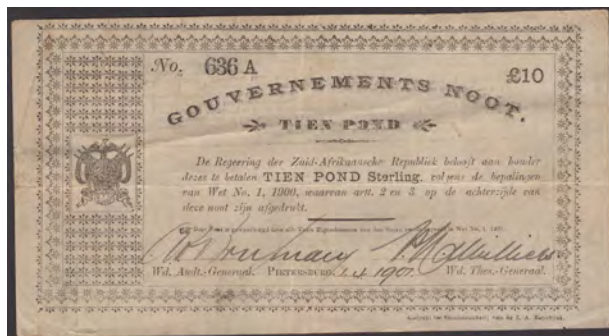 No. 636 A
£10
GOUVERNEMENTS NOOT.
TIEN POND
De Regeering der Zuid-Afrikaansche Republiek belooft aan houder
dezes te betalen TIEN POND Sterling, volgens de bepalingen
van Wet No. 1, 1900, waarvan artt. 2 en 3 op de achterzijde van
deze noot zijn afgedrukt.
Wd. Audt.-Generaal. PIETERSBURG, 1901. Wd. Thes.-Generaal.